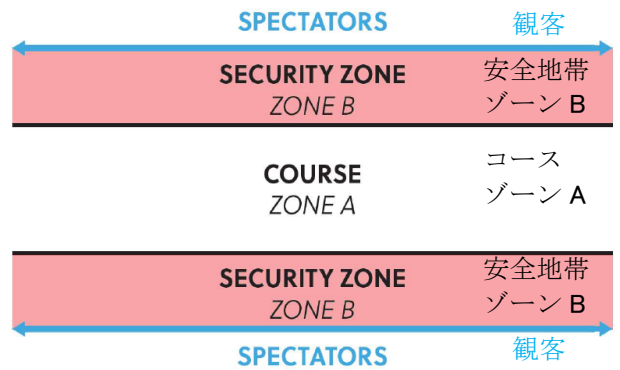 SPECTATORS 観客
SECURITY ZONE 安全地帯
ZONE B ゾーン B
COURSE コース
ZONE A ゾーン A
SECURITY ZONE 安全地帯
ZONE B ゾーン B
SPECTATORS 観客